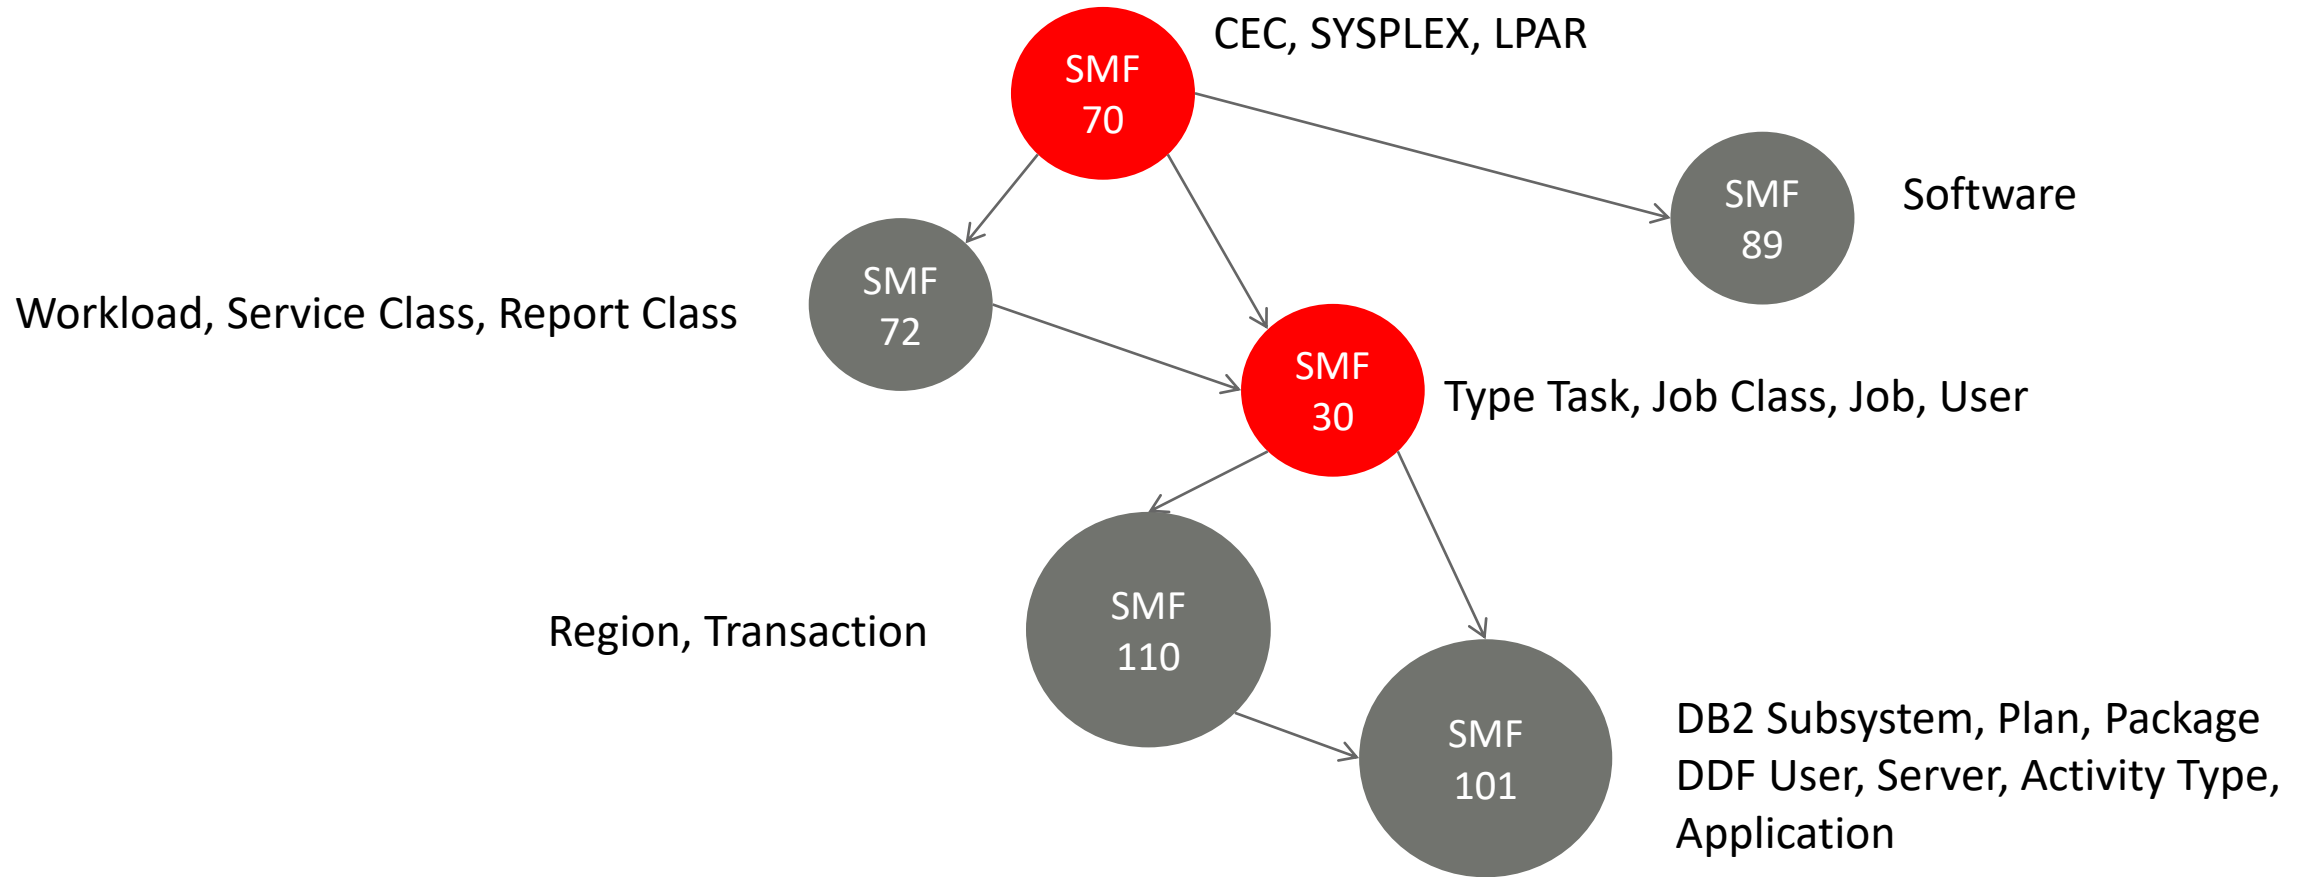 CEC, SYSPLEX, LPAR
SMF
70
SMF
89
Software
SMF
72
Workload, Service Class, Report Class
SMF
30
Type Task, Job Class, Job, User
SMF
110
Region, Transaction
SMF
101
DB2 Subsystem, Plan, Package
DDF User, Server, Activity Type,
Application